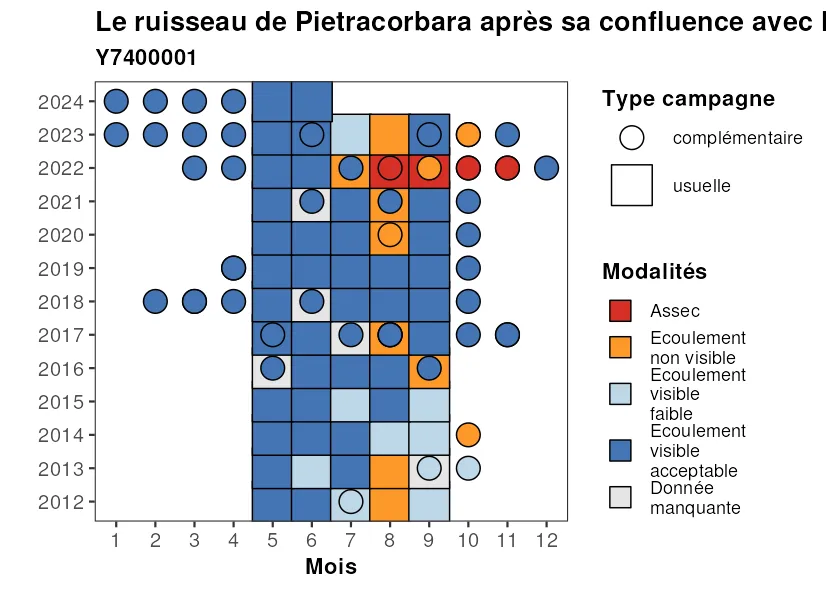 Le ruisseau de Pietracorbara après sa confluence avec l
Y7400001
2024
2023
2022
2021
2020
2019
2018
2017
2016
2015
2014
2013
2012
1 2 3 4 5 6 7 8 9 10 11 12
Mois
Type campagne
complémentaire
usuelle
Modalités
Assec
Ecoulement
non visible
Ecoulement
visible
faible
Ecoulement
visible
acceptable
Donnée
manquante